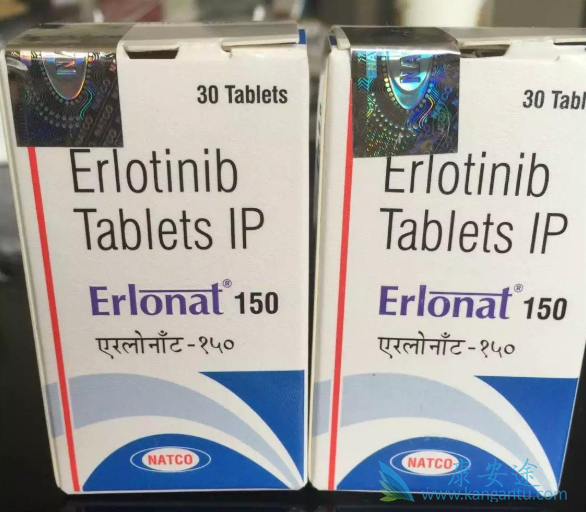 30 Tablets
Erlotinib
Tablets IP
Erlonat® 150
एरलोनाँट-१५०
NATCO
30 Tabl
Erlotinib
Tablets IP
Erlonat® 150
एरलोनाँट-१५०
NATCO
康安途
www.kangantu.com